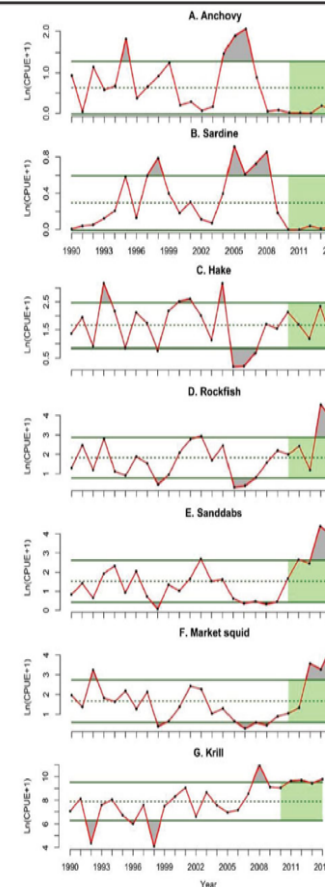 A. Anchovy
Ln(CPUE+1)
2.0
1.0
0.0
B. Sardine
Ln(CPUE+1)
0.8
0.4
0.0
1990 1993 1996 1999 2002 2005 2008 2011
C. Hake
Ln(CPUE+1)
2.5
1.5
0.5
D. Rockfish
Ln(CPUE+1)
4
3
2
1
E. Sanddabs
Ln(CPUE+1)
4
3
2
1
0
F. Market squid
Ln(CPUE+1)
4
3
2
1
G. Krill
Ln(CPUE+1)
10
8
6
4
1990 1993 1996 1999 2002 2005 2008 2011
Year